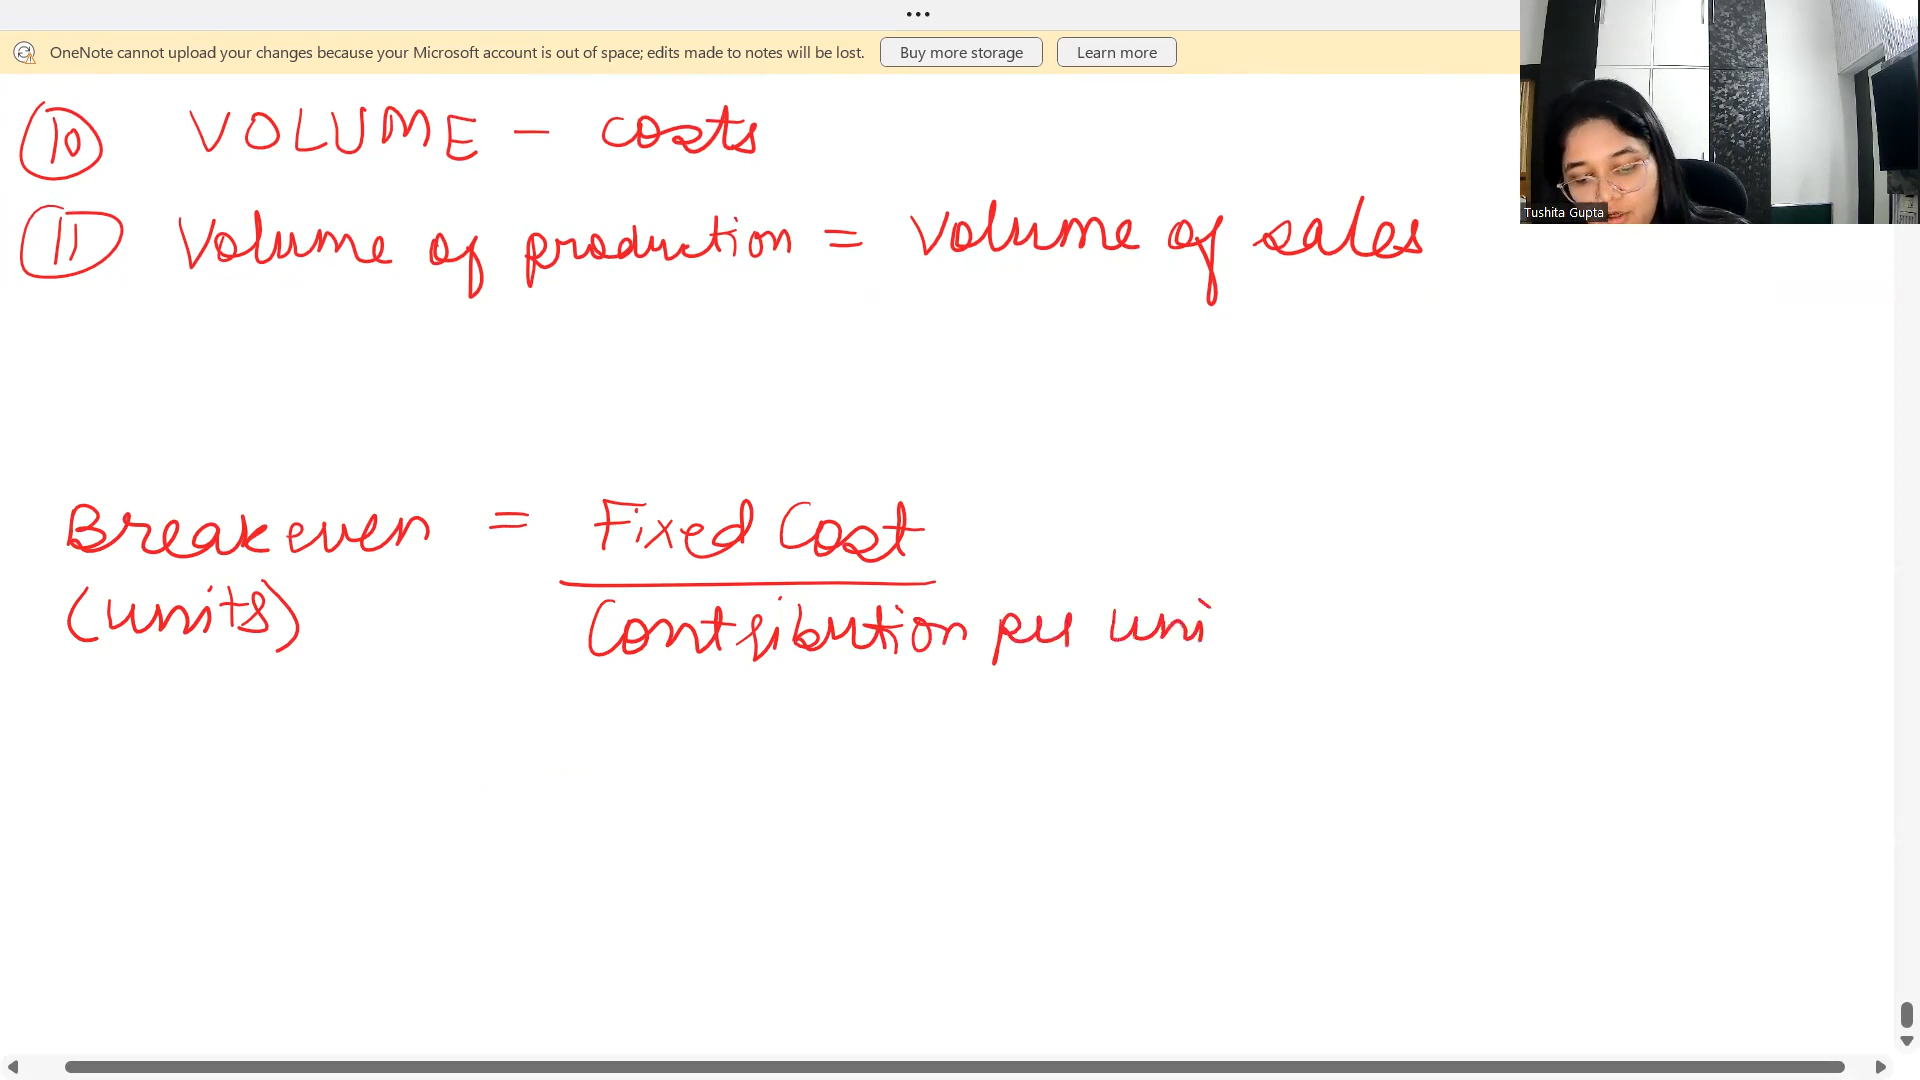 OneNote cannot upload your changes because your Microsoft account is out of space; edits made to notes will be lost. Buy more storage Learn more
Tushita Gupta
10 VOLUME - costs
11 Volume of production = Volume of sales
Breakeven = Fixed Cost
(units) Contribution per uni